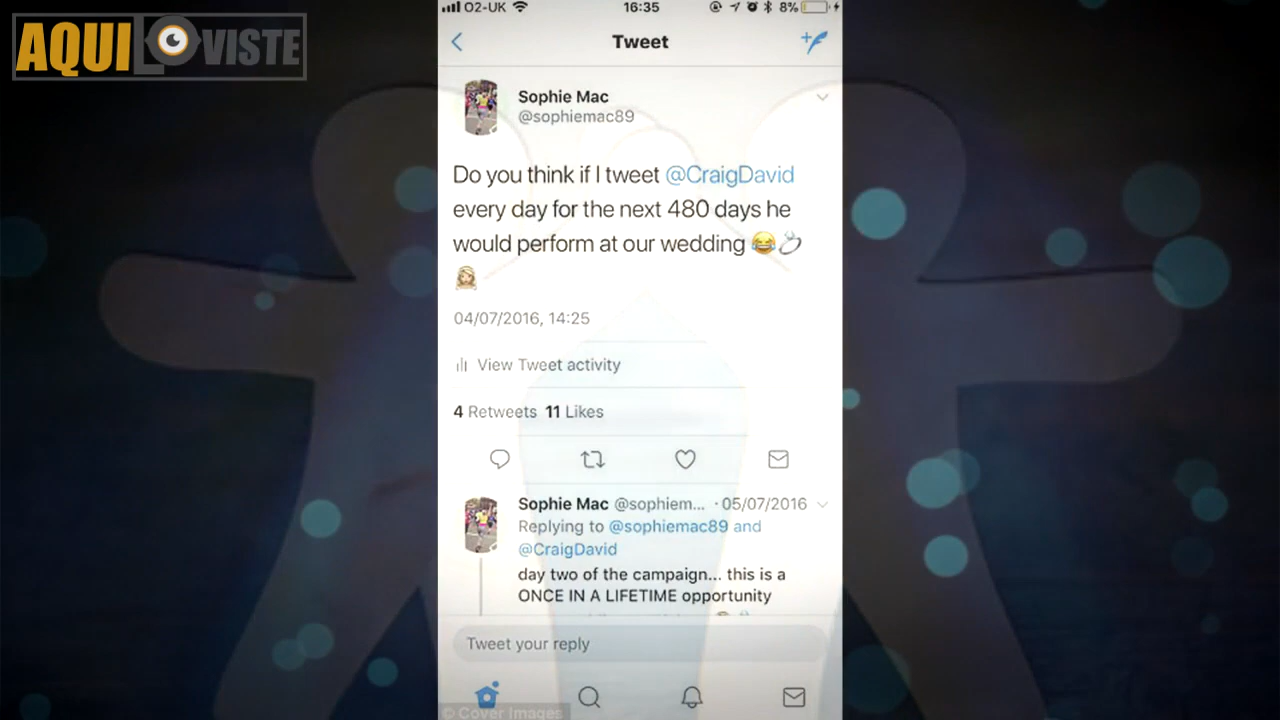 AQUI LO VISTE
O2-UK 16:35 8%
Tweet
Sophie Mac
@sophiemac89
Do you think if I tweet @CraigDavid
every day for the next 480 days he
would perform at our wedding 😂💍
👰🏼
04/07/2016, 14:25
View Tweet activity
4 Retweets 11 Likes
Sophie Mac @sophiem... · 05/07/2016
Replying to @sophiemac89 and
@CraigDavid
day two of the campaign... this is a
ONCE IN A LIFETIME opportunity
Tweet your reply
© Cover Images